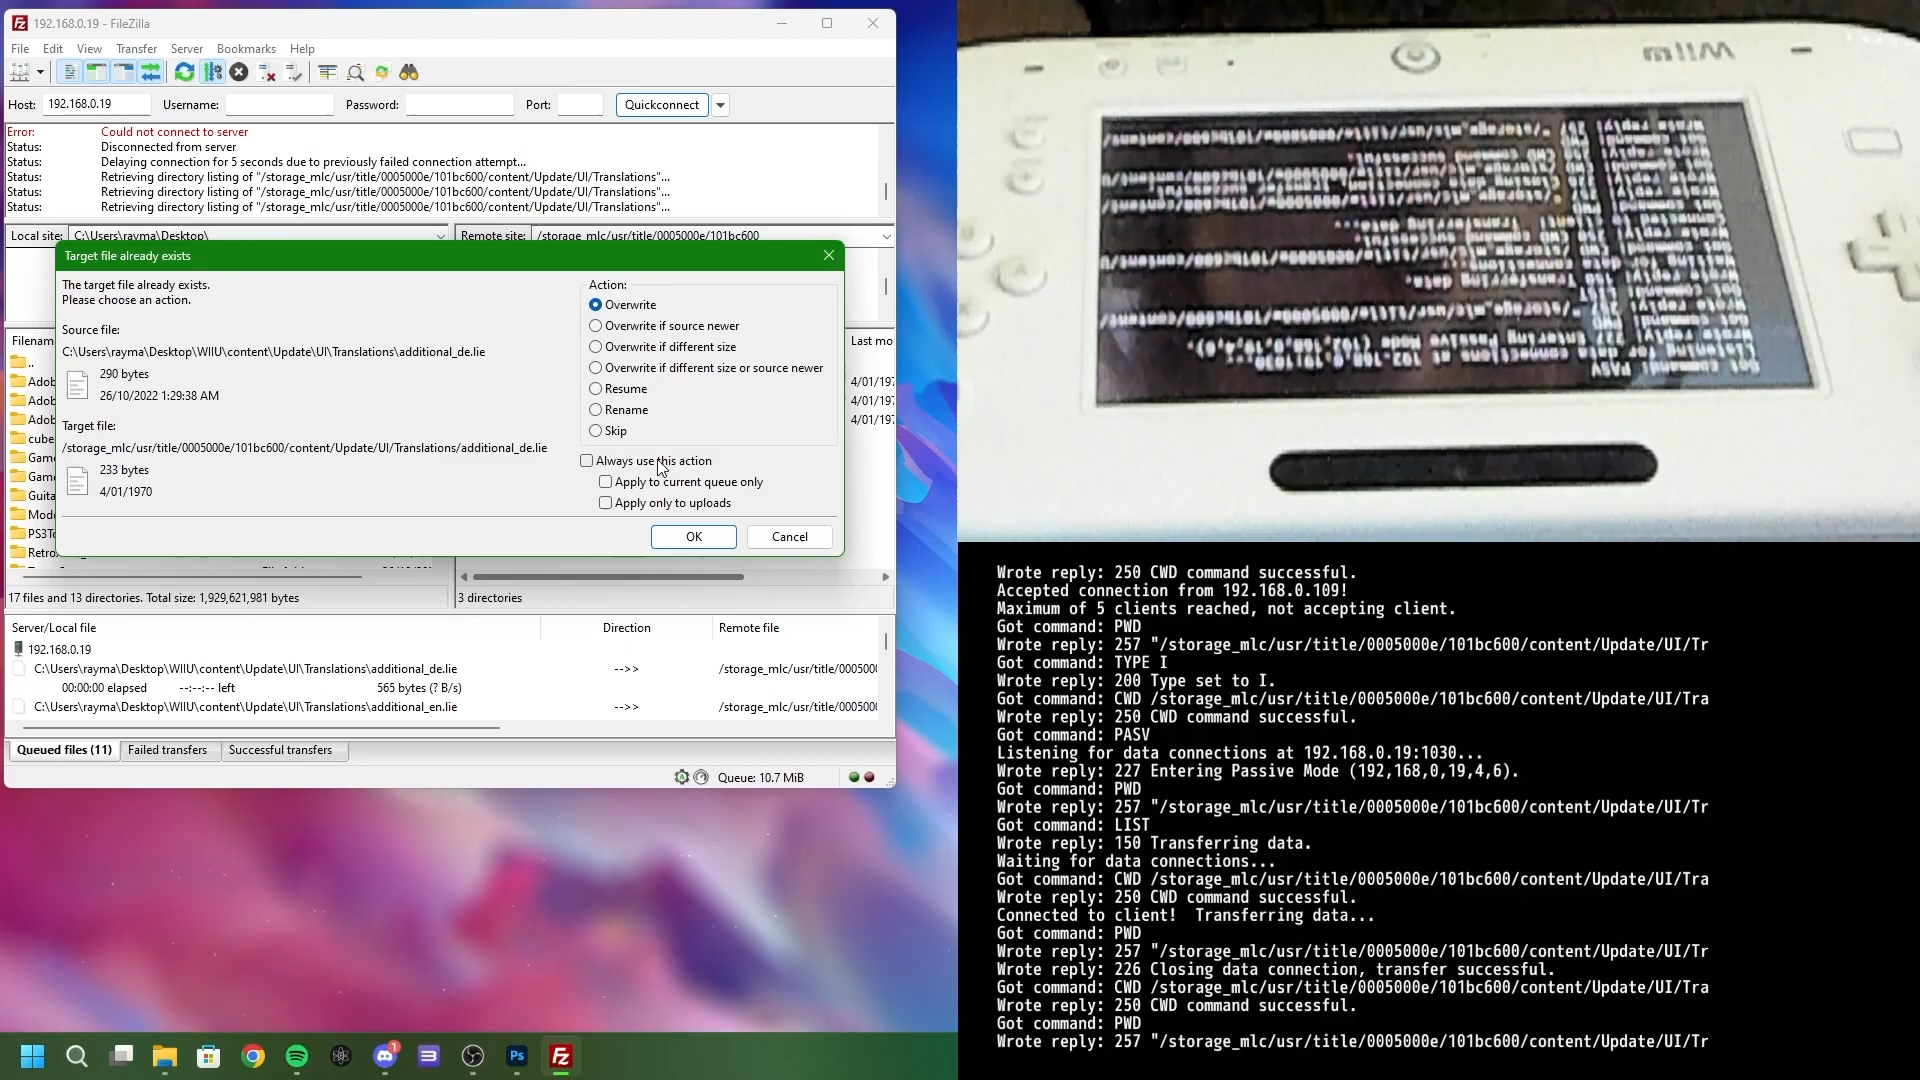 192.168.0.19 - FileZilla
File Edit View Transfer Server Bookmarks Help
Host: 192.168.0.19 Username: Password: Port: Quickconnect
Error: Could not connect to server
Status: Disconnected from server
Status: Delaying connection for 5 seconds due to previously failed connection attempt...
Status: Retrieving directory listing of "/storage_mlc/usr/title/0005000e/101bc600/content/Update/UI/Translations"...
Status: Retrieving directory listing of "/storage_mlc/usr/title/0005000e/101bc600/content/Update/UI/Translations"...
Status: Retrieving directory listing of "/storage_mlc/usr/title/0005000e/101bc600/content/Update/UI/Translations"...
Local site: C:\Users\rayma\Desktop\
Remote site: /storage_mlc/usr/title/0005000e/101bc600
Target file already exists
The target file already exists.
Please choose an action.
Source file:
C:\Users\rayma\Desktop\WIIU\content\Update\UI\Translations\additional_de.lie
290 bytes
26/10/2022 1:29:38 AM
Target file:
/storage_mlc/usr/title/0005000e/101bc600/content/Update/UI/Translations/additional_de.lie
233 bytes
4/01/1970
Action:
Overwrite
Overwrite if source newer
Overwrite if different size
Overwrite if different size or source newer
Resume
Rename
Skip
Always use this action
Apply to current queue only
Apply only to uploads
OK Cancel
Filenam
..
Adob
Adob
Adob
cube
Game
Game
Guita
Mod
PS3To
Retro
Last mo
4/01/197
4/01/197
4/01/197
17 files and 13 directories. Total size: 1,929,621,981 bytes
3 directories
Server/Local file Direction Remote file
192.168.0.19
C:\Users\rayma\Desktop\WIIU\content\Update\UI\Translations\additional_de.lie -->> /storage_mlc/usr/title/000500
00:00:00 elapsed --:--:-- left 565 bytes (? B/s)
C:\Users\rayma\Desktop\WIIU\content\Update\UI\Translations\additional_en.lie -->> /storage_mlc/usr/title/000500
Queued files (11) Failed transfers Successful transfers
Queue: 10.7 MiB
1
Wii U
Wrote reply: 250 CWD command successful.
Accepted connection from 192.168.0.109!
Maximum of 5 clients reached, not accepting client.
Got command: PWD
Wrote reply: 257 "/storage_mlc/usr/title/0005000e/101bc600/content/Update/UI/Tr
Got command: TYPE I
Wrote reply: 200 Type set to I.
Got command: CWD /storage_mlc/usr/title/0005000e/101bc600/content/Update/UI/Tra
Wrote reply: 250 CWD command successful.
Got command: PASV
Listening for data connections at 192.168.0.19:1030...
Wrote reply: 227 Entering Passive Mode (192,168,0,19,4,6).
Got command: PWD
Wrote reply: 257 "/storage_mlc/usr/title/0005000e/101bc600/content/Update/UI/Tr
Got command: LIST
Wrote reply: 150 Transferring data.
Waiting for data connections...
Got command: CWD /storage_mlc/usr/title/0005000e/101bc600/content/Update/UI/Tra
Wrote reply: 250 CWD command successful.
Connected to client!  Transferring data...
Got command: PWD
Wrote reply: 257 "/storage_mlc/usr/title/0005000e/101bc600/content/Update/UI/Tr
Wrote reply: 226 Closing data connection, transfer successful.
Got command: CWD /storage_mlc/usr/title/0005000e/101bc600/content/Update/UI/Tra
Wrote reply: 250 CWD command successful.
Got command: PWD
Wrote reply: 257 "/storage_mlc/usr/title/0005000e/101bc600/content/Update/UI/Tr